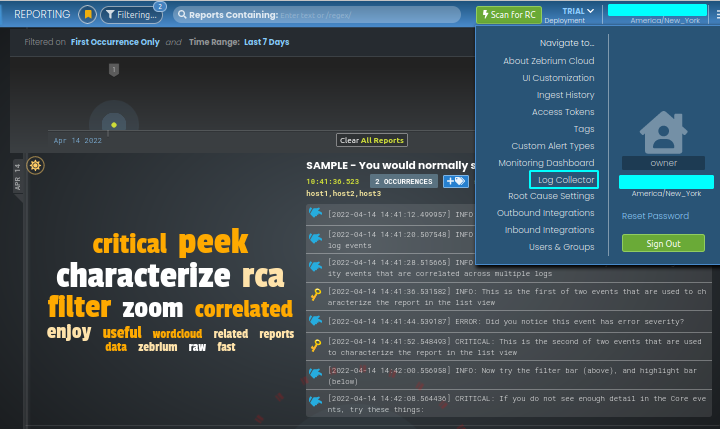 REPORTING
Filtering...
2
Reports Containing: Enter text or /regex/
Scan for RC
TRIAL
Deployment
America/New_York
Filtered on First Occurrence Only and Time Range: Last 7 Days
1
Apr 14 2022
Clear All Reports
APR 14
critical peek
characterize rca
filter zoom correlated
enjoy useful wordcloud related reports
data zebrium raw fast
SAMPLE - You would normally s
10:41:36.523 2 OCCURRENCES
host1,host2,host3
[2022-04-14 14:41:12.499957] INFO
[2022-04-14 14:41:20.507548] INFO
log events
[2022-04-14 14:41:28.515665] INFO
ity events that are correlated across multiple logs
[2022-04-14 14:41:36.531582] INFO: This is the first of two events that are used to ch
aracterize the report in the list view
[2022-04-14 14:41:44.539187] ERROR: Did you notice this event has error severity?
[2022-04-14 14:41:52.548493] CRITICAL: This is the second of two events that are used
to characterize the report in the list view
[2022-04-14 14:42:00.556958] INFO: Now try the filter bar (above), and highlight bar
(below)
[2022-04-14 14:42:08.564436] CRITICAL: If you do not see enough detail in the Core eve
nts, try these things:
Navigate to...
About Zebrium Cloud
UI Customization
Ingest History
Access Tokens
Tags
Custom Alert Types
Monitoring Dashboard
Log Collector
Root Cause Settings
Outbound Integrations
Inbound Integrations
Users & Groups
owner
America/New_York
Reset Password
Sign Out